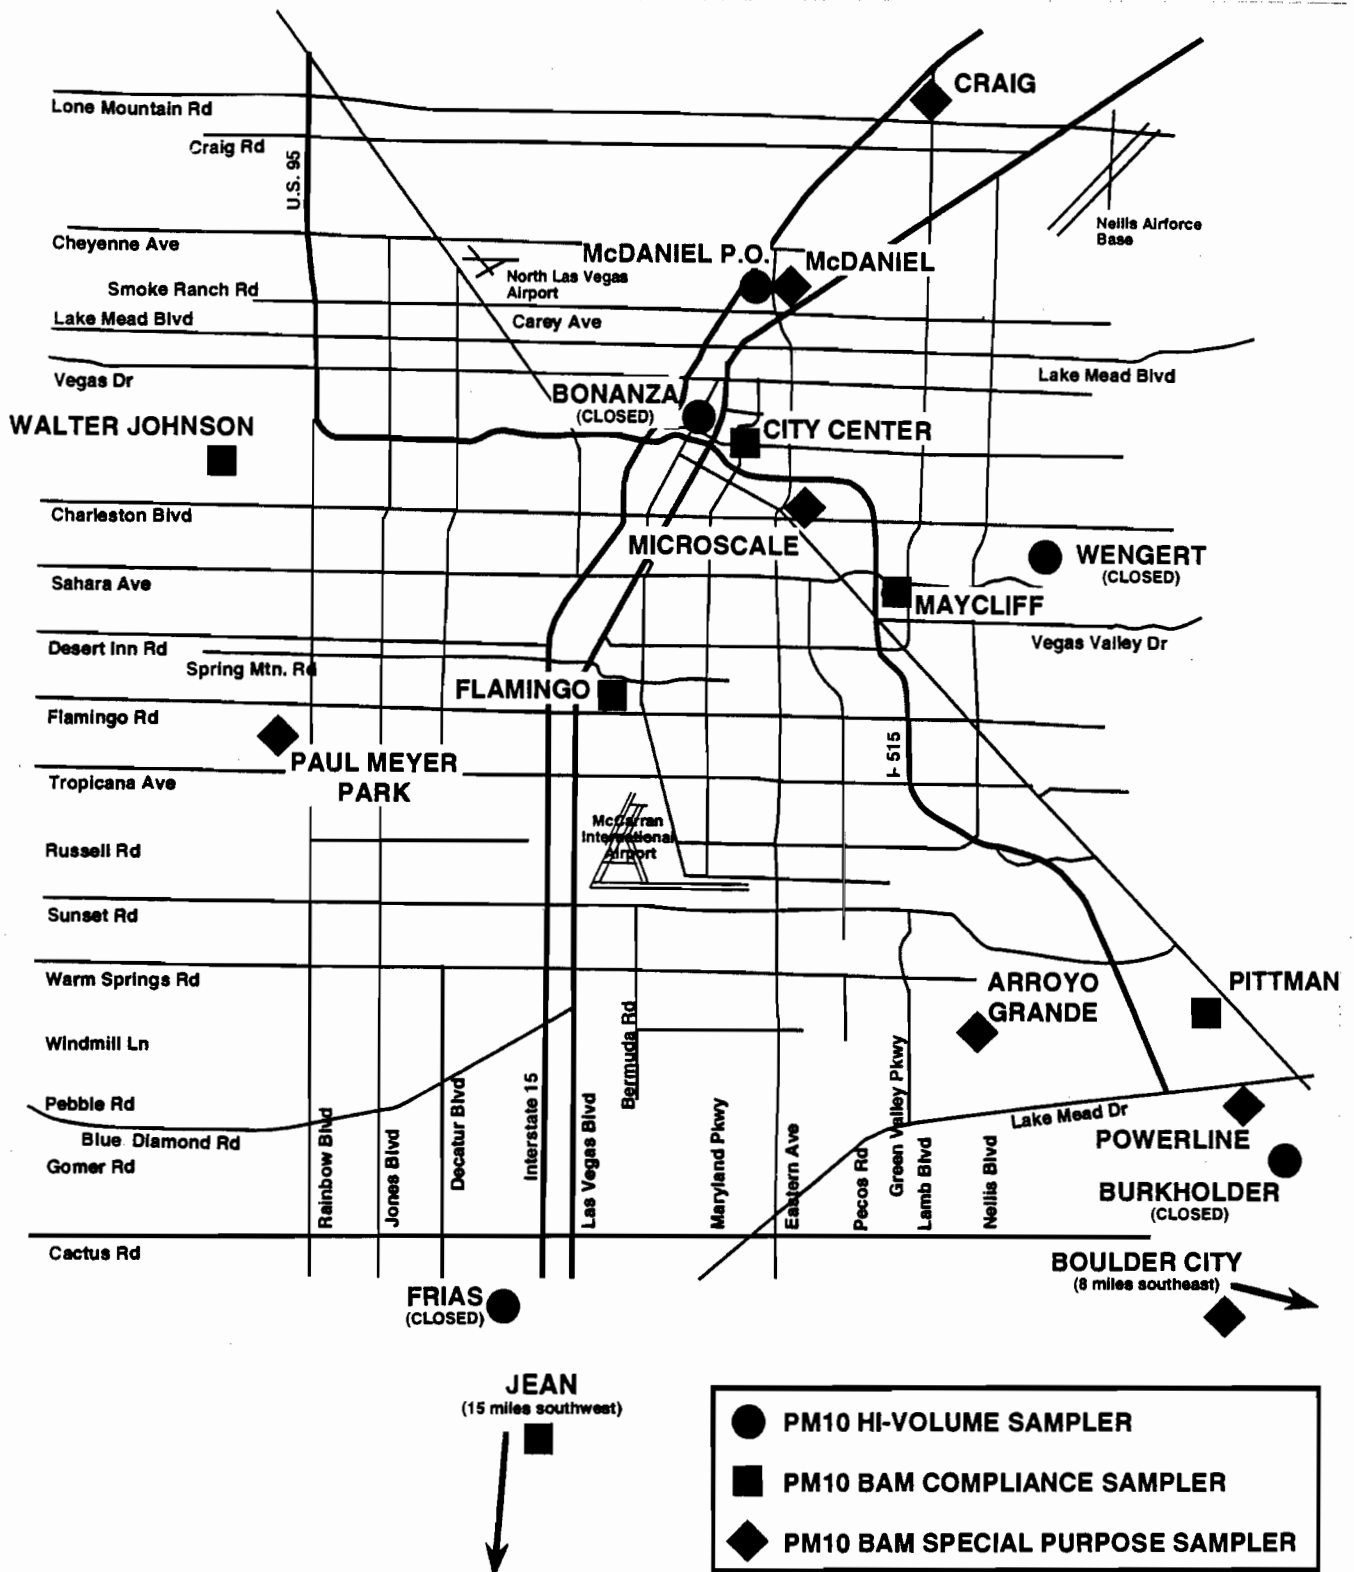 CRAIG
Lone Mountain Rd
Craig Rd
U.S. 95
Nellis Airforce
Base
Cheyenne Ave
McDANIEL P.O.
McDANIEL
North Las Vegas
Airport
Smoke Ranch Rd
Lake Mead Blvd
Carey Ave
Vegas Dr
Lake Mead Blvd
BONANZA
(CLOSED)
WALTER JOHNSON
CITY CENTER
Charleston Blvd
MICROSCALE
WENGERT
(CLOSED)
Sahara Ave
MAYCLIFF
Desert Inn Rd
Vegas Valley Dr
Spring Mtn. Rd
FLAMINGO
Flamingo Rd
I- 515
PAUL MEYER
PARK
Tropicana Ave
McCarran
International
Airport
Russell Rd
Sunset Rd
Warm Springs Rd
ARROYO
GRANDE
PITTMAN
Windmill Ln
Pebble Rd
Blue Diamond Rd
Gomer Rd
Rainbow Blvd
Jones Blvd
Decatur Blvd
Interstate 15
Las Vegas Blvd
Bermuda Rd
Maryland Pkwy
Eastern Ave
Pecos Rd
Green Valley Pkwy
Lamb Blvd
Nellis Blvd
Lake Mead Dr
POWERLINE
BURKHOLDER
(CLOSED)
Cactus Rd
BOULDER CITY
(8 miles southeast)
FRIAS
(CLOSED)
JEAN
(15 miles southwest)
PM10 HI-VOLUME SAMPLER
PM10 BAM COMPLIANCE SAMPLER
PM10 BAM SPECIAL PURPOSE SAMPLER